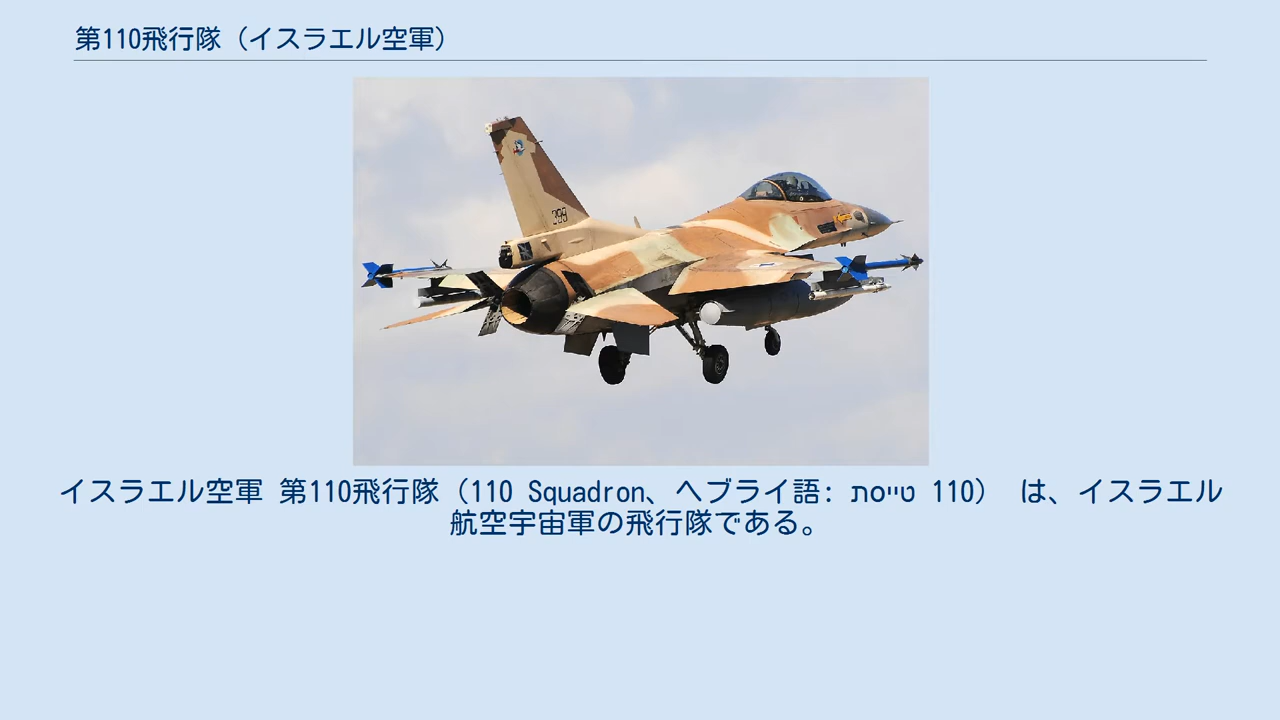 第110飛行隊（イスラエル空軍）
399
イスラエル空軍 第110飛行隊（110 Squadron、ヘブライ語: טייסת 110） は、イスラエル
航空宇宙軍の飛行隊である。